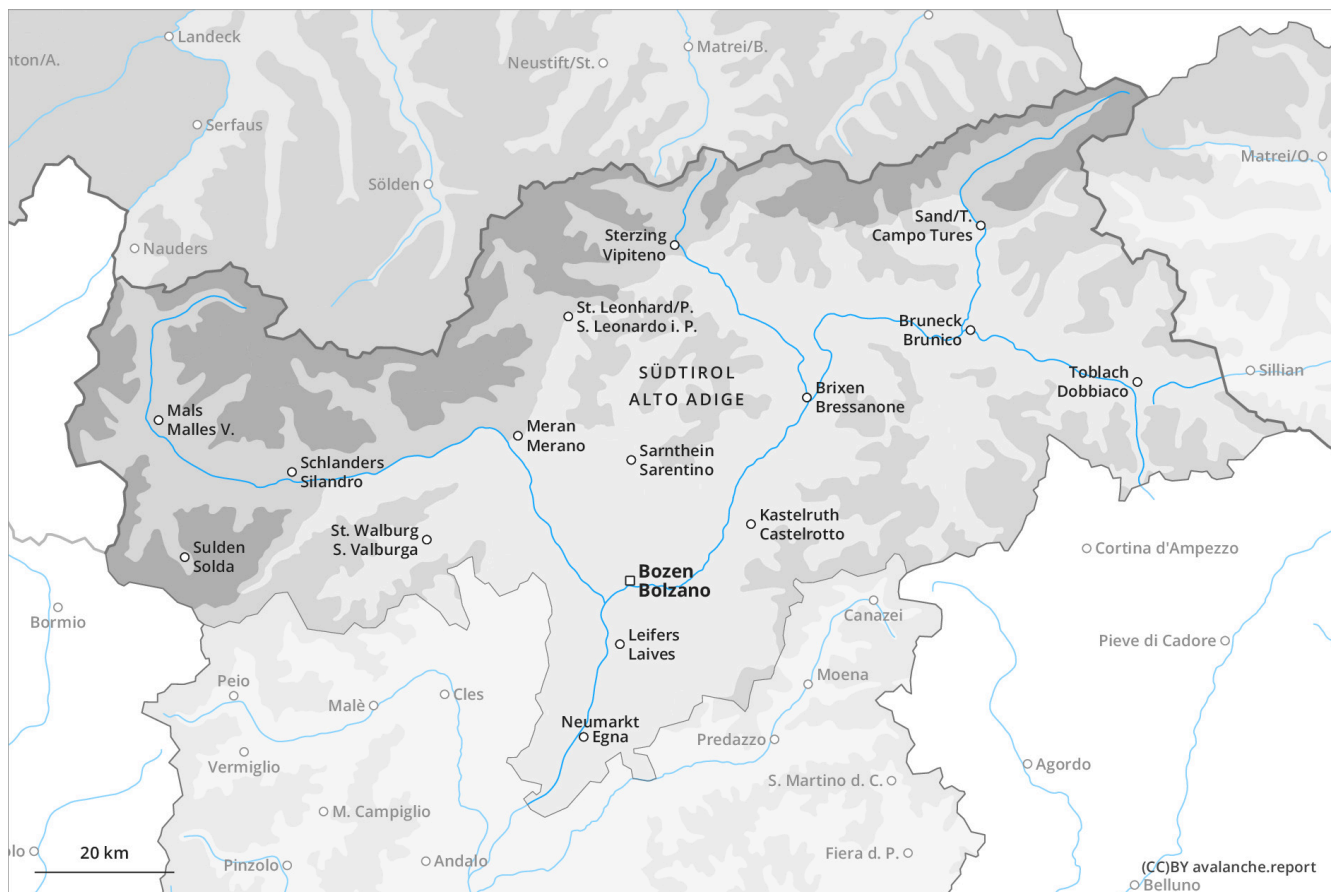 Landeck
nton/A.
Matrei/B.
Neustift/St.
Serfaus
Matrei/O.
Sölden
Sand/T.
Campo Tures
Sterzing
Vipiteno
Nauders
St. Leonhard/P.
S. Leonardo i. P.
Bruneck
Brunico
SÜDTIROL
ALTO ADIGE
Toblach
Dobbiaco
Sillian
Brixen
Bressanone
Mals
Malles V.
Meran
Merano
Schlanders
Silandro
Sarnthein
Sarentino
Kastelruth
Castelrotto
St. Walburg
S. Valburga
Sulden
Solda
Cortina d'Ampezzo
Bozen
Bolzano
Bormio
Canazei
Leifers
Laives
Pieve di Cadore
Peio
Malè
Cles
Moena
Neumarkt
Egna
Predazzo
Vermiglio
Agordo
S. Martino d. C.
M. Campiglio
olo
20 km
Pinzolo
Andalo
Fiera d. P.
(CC)BY avalanche.report
Belluno